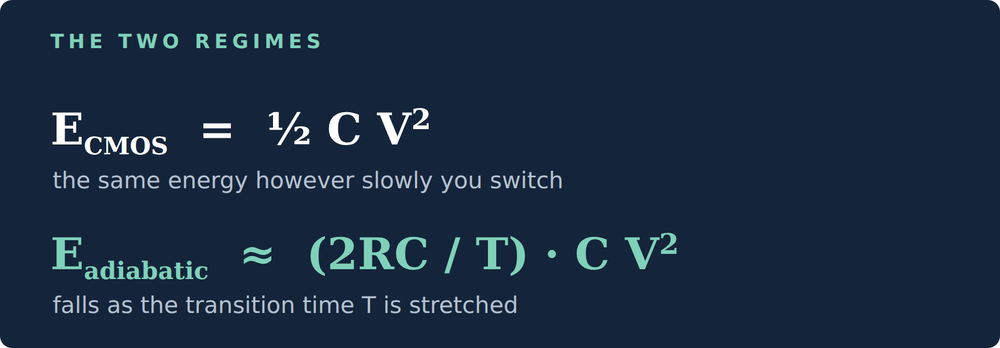 THE TWO REGIMES
E_CMOS = ½ C V²
the same energy however slowly you switch
E_adiabatic ≈ (2RC / T) · C V²
falls as the transition time T is stretched